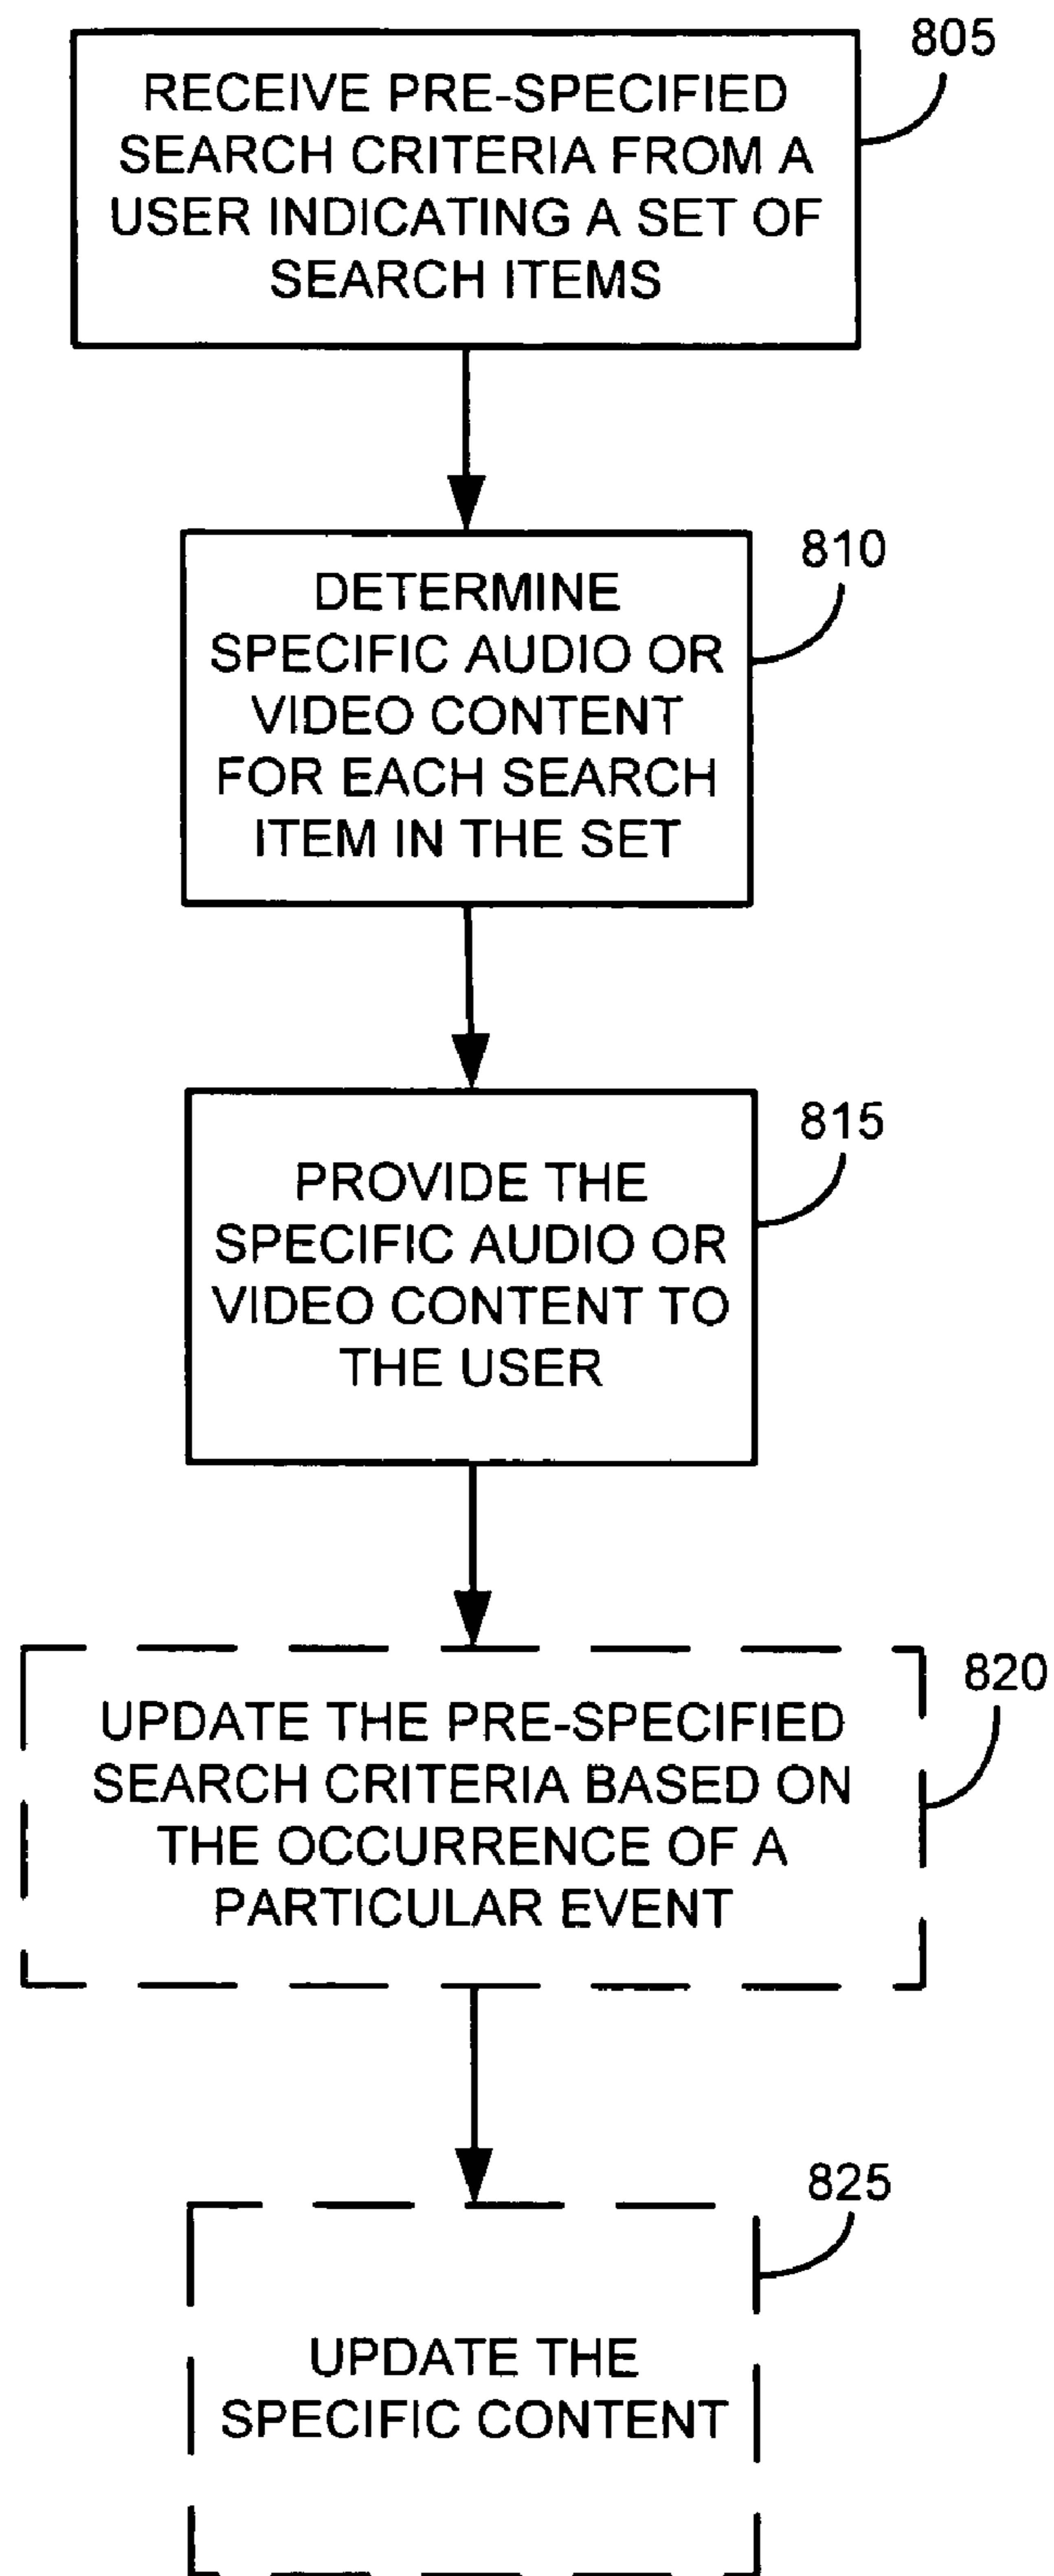 805
RECEIVE PRE-SPECIFIED
SEARCH CRITERIA FROM A
USER INDICATING A SET OF
SEARCH ITEMS
810
DETERMINE
SPECIFIC AUDIO OR
VIDEO CONTENT
FOR EACH SEARCH
ITEM IN THE SET
815
PROVIDE THE
SPECIFIC AUDIO OR
VIDEO CONTENT TO
THE USER
820
UPDATE THE PRE-SPECIFIED
SEARCH CRITERIA BASED ON
THE OCCURRENCE OF A
PARTICULAR EVENT
825
UPDATE THE
SPECIFIC CONTENT